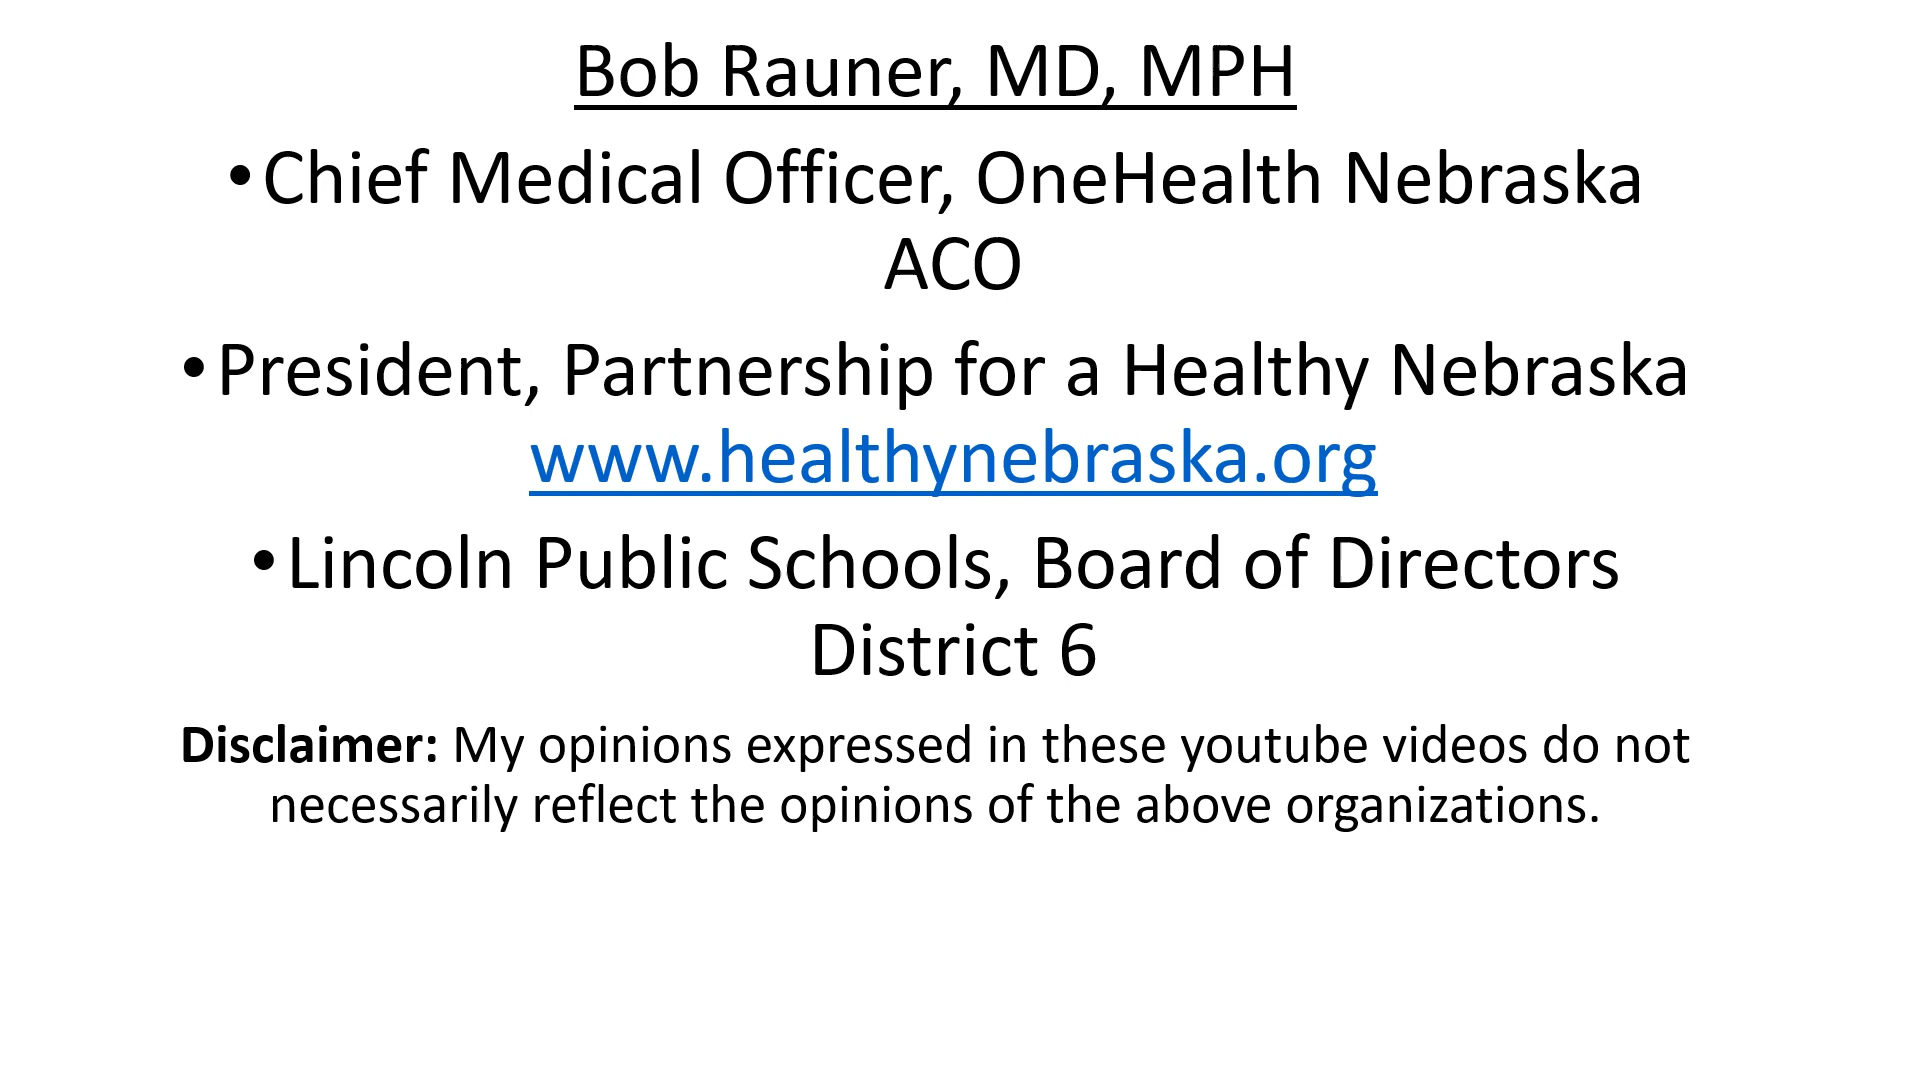 Bob Rauner, MD, MPH
•Chief Medical Officer, OneHealth Nebraska
ACO
•President, Partnership for a Healthy Nebraska
www.healthynebraska.org
•Lincoln Public Schools, Board of Directors
District 6
Disclaimer: My opinions expressed in these youtube videos do not
necessarily reflect the opinions of the above organizations.